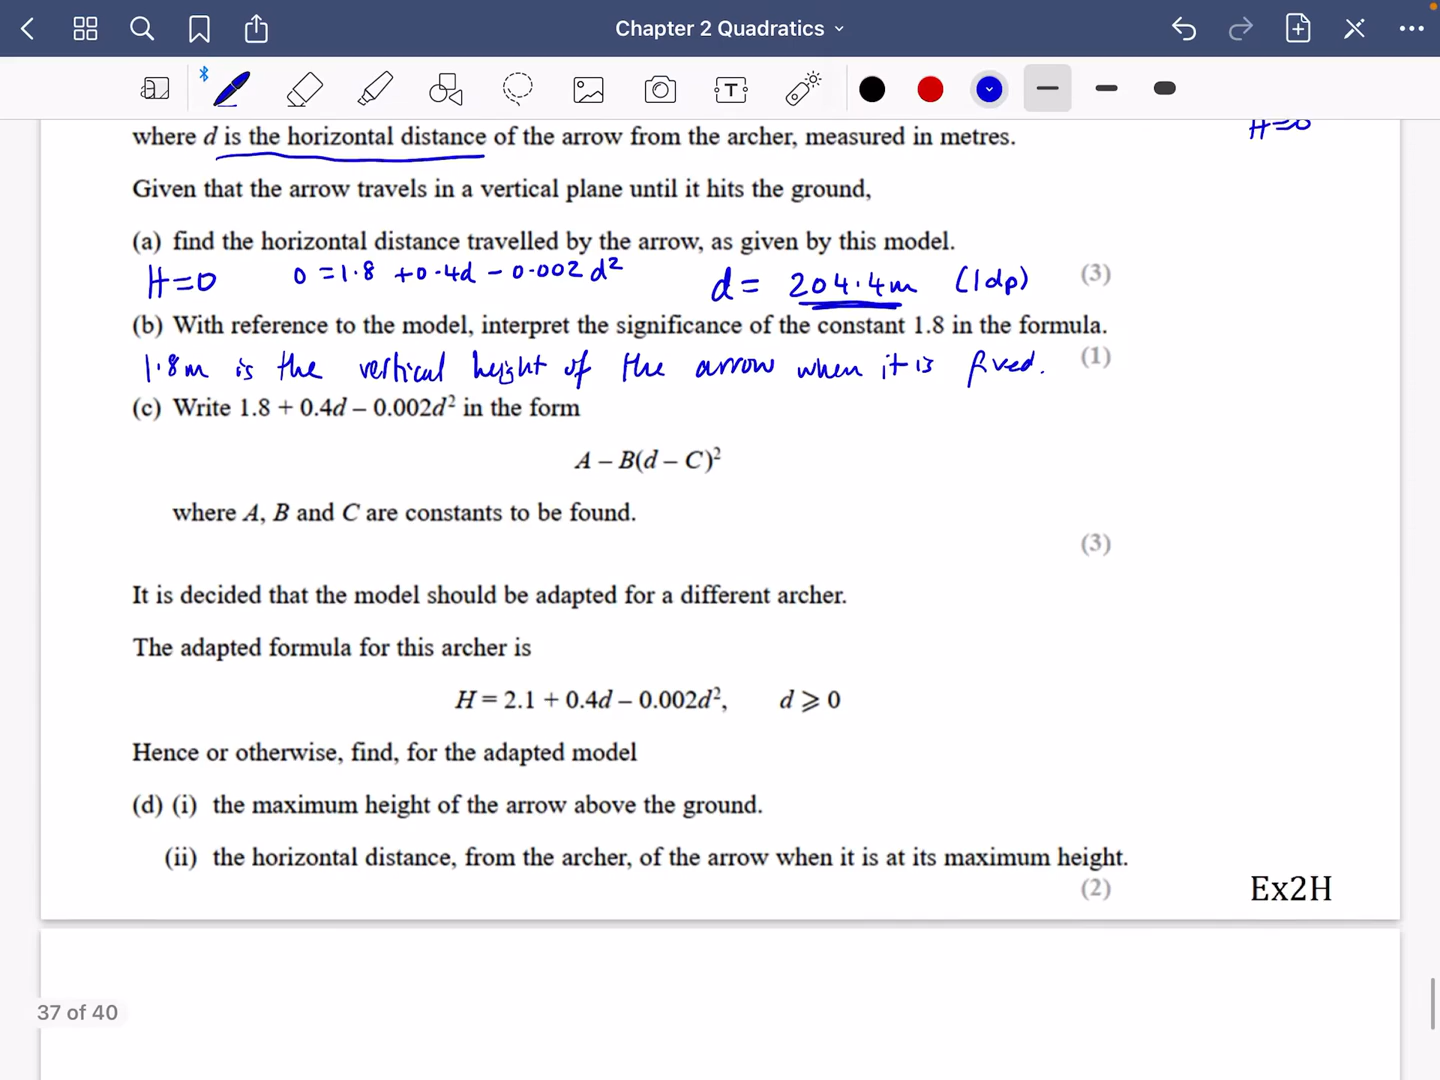 Chapter 2 Quadratics
where d is the horizontal distance of the arrow from the archer, measured in metres.
H=0
Given that the arrow travels in a vertical plane until it hits the ground,
(a) find the horizontal distance travelled by the arrow, as given by this model.
H=0 0 = 1.8 + 0.4d - 0.002d² d = 204.4m (1dp) (3)
(b) With reference to the model, interpret the significance of the constant 1.8 in the formula.
1.8m is the vertical height of the arrow when it is fired. (1)
(c) Write 1.8 + 0.4d – 0.002d² in the form
A – B(d – C)²
where A, B and C are constants to be found.
(3)
It is decided that the model should be adapted for a different archer.
The adapted formula for this archer is
H = 2.1 + 0.4d – 0.002d², d ⩾ 0
Hence or otherwise, find, for the adapted model
(d) (i) the maximum height of the arrow above the ground.
(ii) the horizontal distance, from the archer, of the arrow when it is at its maximum height.
(2)
Ex2H
37 of 40